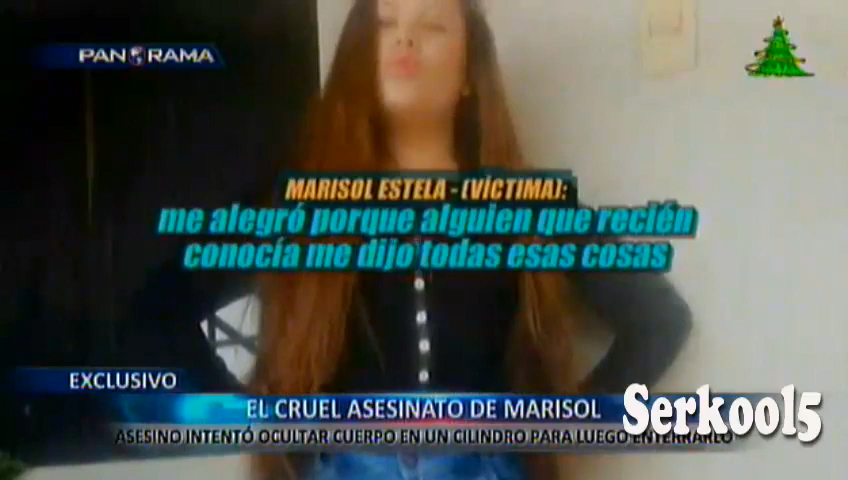 PANORAMA
MARISOL ESTELA - (VÍCTIMA):
me alegró porque alguien que recién
conocía me dijo todas esas cosas
EXCLUSIVO
EL CRUEL ASESINATO DE MARISOL
Serkoo15
ASESINO INTENTÓ OCULTAR CUERPO EN UN CILINDRO PARA LUEGO ENTERRARLO